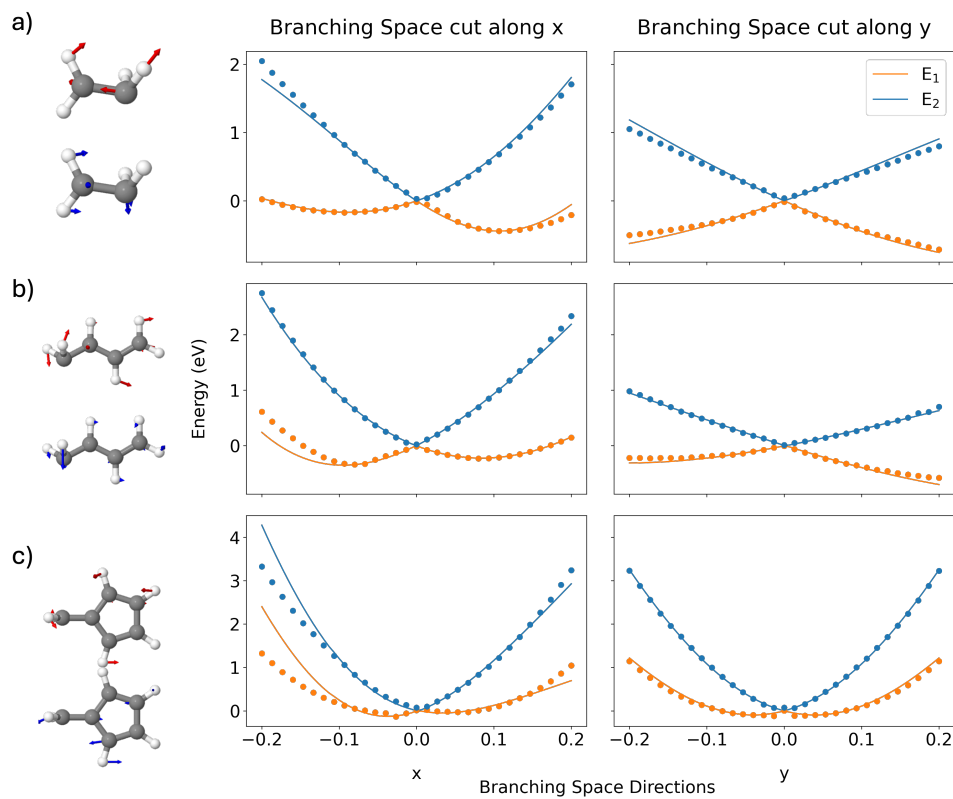 a)
Branching Space cut along x
Branching Space cut along y
2
1
0
E₁
E₂
b)
2
1
0
Energy (eV)
c)
4
3
2
1
0
−0.2 −0.1 0.0 0.1 0.2
−0.2 −0.1 0.0 0.1 0.2
x
y
Branching Space Directions